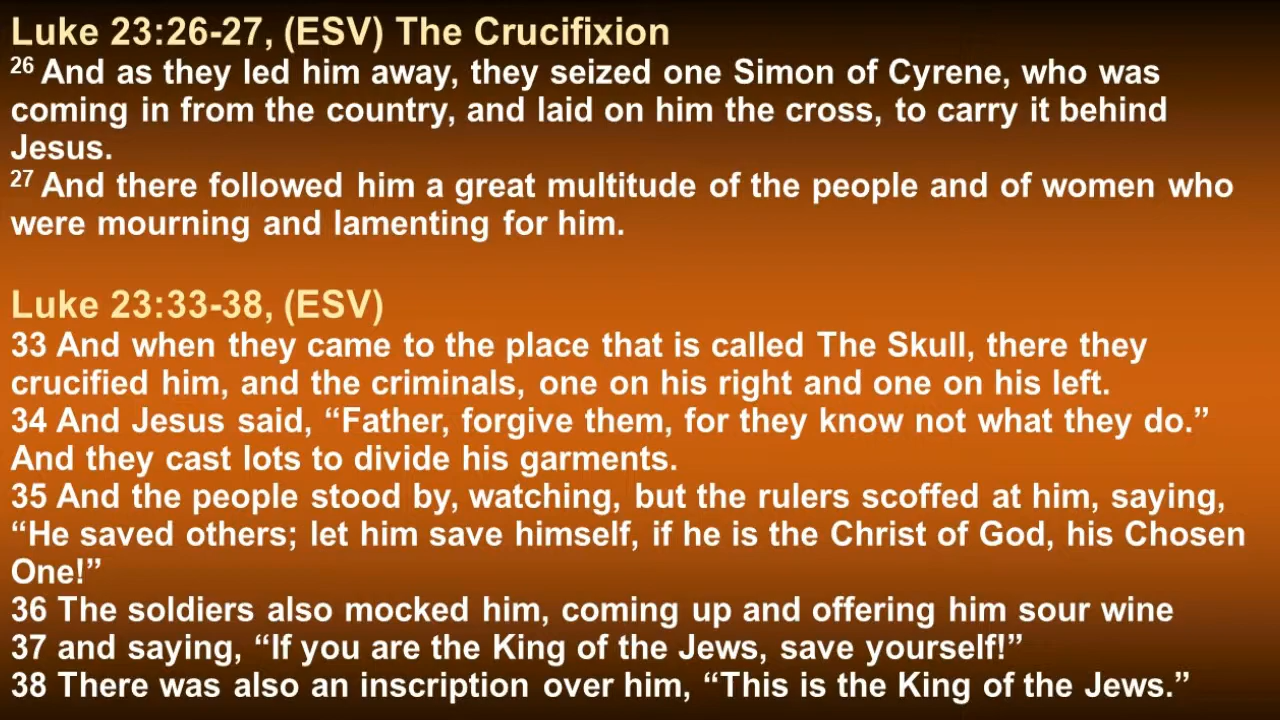 Luke 23:26-27, (ESV) The Crucifixion
26 And as they led him away, they seized one Simon of Cyrene, who was
coming in from the country, and laid on him the cross, to carry it behind
Jesus.
27 And there followed him a great multitude of the people and of women who
were mourning and lamenting for him.
Luke 23:33-38, (ESV)
33 And when they came to the place that is called The Skull, there they
crucified him, and the criminals, one on his right and one on his left.
34 And Jesus said, “Father, forgive them, for they know not what they do.”
And they cast lots to divide his garments.
35 And the people stood by, watching, but the rulers scoffed at him, saying,
“He saved others; let him save himself, if he is the Christ of God, his Chosen
One!”
36 The soldiers also mocked him, coming up and offering him sour wine
37 and saying, “If you are the King of the Jews, save yourself!”
38 There was also an inscription over him, “This is the King of the Jews.”